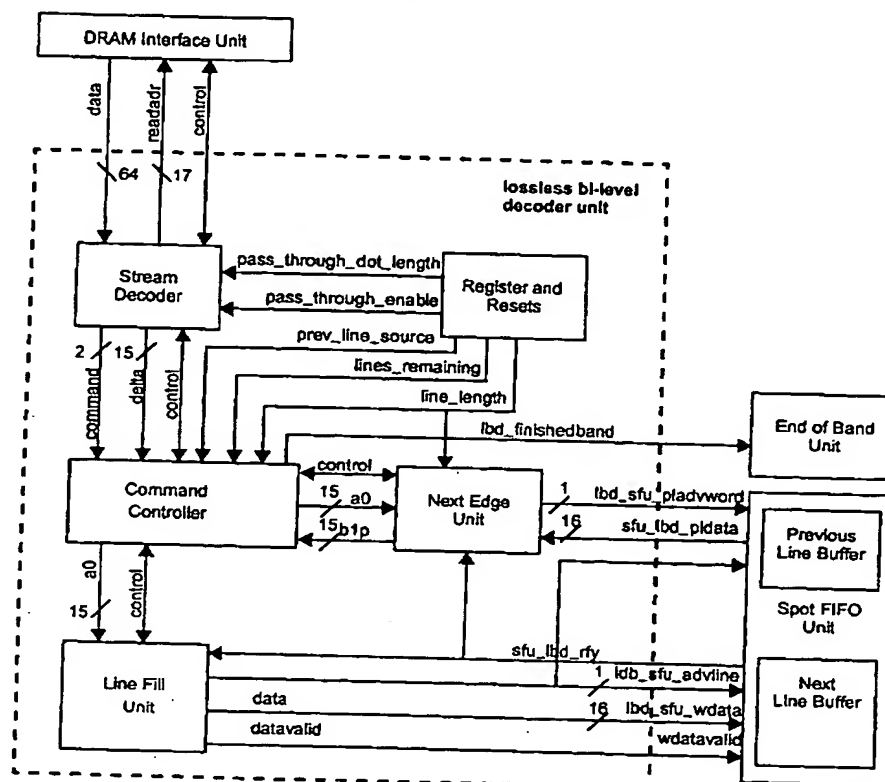 DRAM Interface Unit
data
readadr
control
64
17
lossless bi-level
decoder unit
Stream
Decoder
pass_through_dot_length
pass_through_enable
Register and
Resets
prev_line_source
lines_remaining
line_length
2
15
command
delta
control
lbd_finishedband
End of Band
Unit
Command
Controller
control
15
a0
15
b1p
Next Edge
Unit
1
lbd_sfu_pladvword
16
sfu_lbd_pldata
Previous
Line Buffer
Spot FIFO
Unit
a0
15
control
sfu_lbd_rfy
Line Fill
Unit
1
ldb_sfu_advline
data
16
lbd_sfu_wdata
datavalid
wdatavalid
Next
Line Buffer